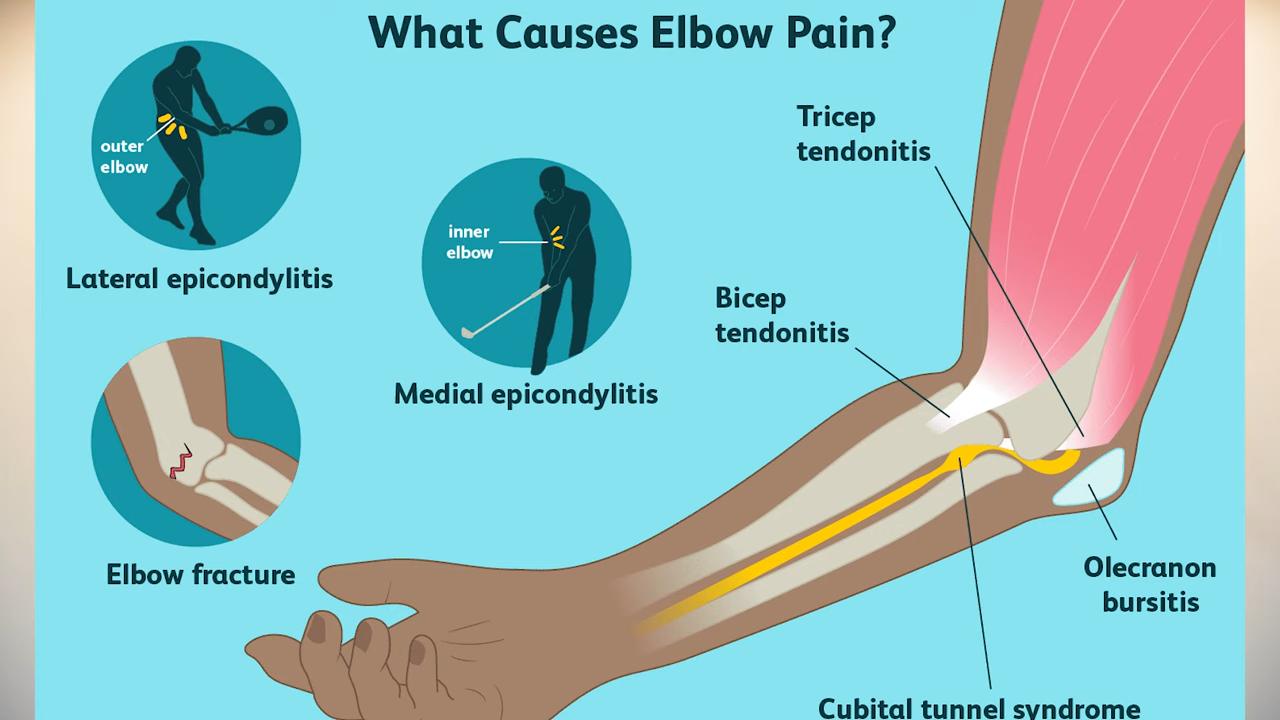 What Causes Elbow Pain?
outer
elbow
Lateral epicondylitis
inner
elbow
Medial epicondylitis
Elbow fracture
Tricep
tendonitis
Bicep
tendonitis
Olecranon
bursitis
Cubital tunnel syndrome